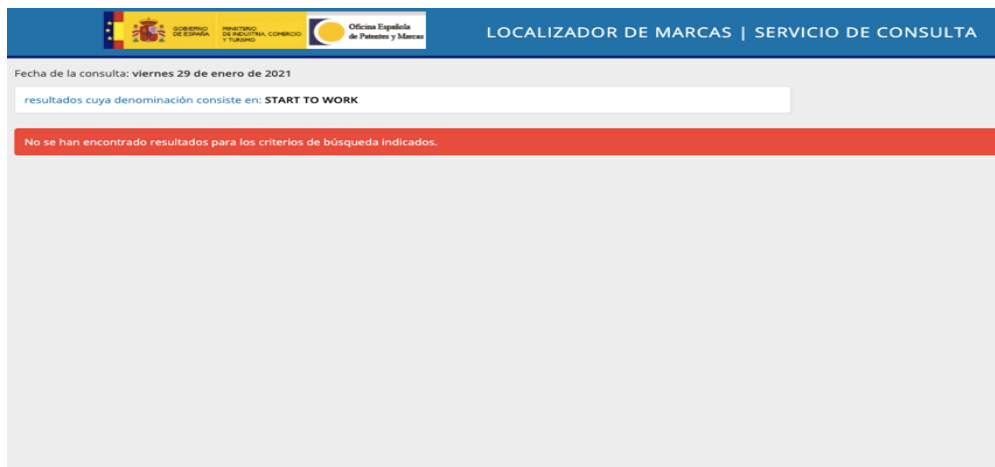 GOBIERNO
DE ESPAÑA
MINISTERIO
DE INDUSTRIA, COMERCIO
Y TURISMO
Oficina Española
de Patentes y Marcas
LOCALIZADOR DE MARCAS | SERVICIO DE CONSULTA
Fecha de la consulta: viernes 29 de enero de 2021
resultados cuya denominación consiste en: START TO WORK
No se han encontrado resultados para los criterios de búsqueda indicados.